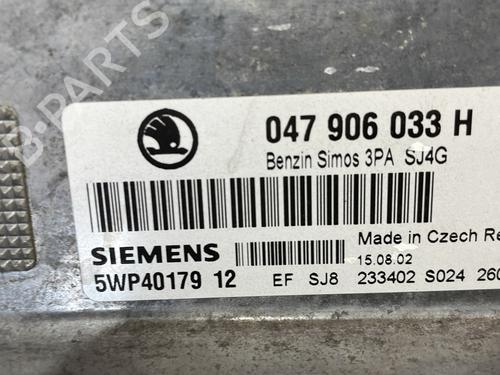 B-PARTS
047 906 033 H
Benzin Simos 3PA SJ4G
SIEMENS
Made in Czech Re
15.08.02
5WP40179 12
EF SJ8 233402 S024 260